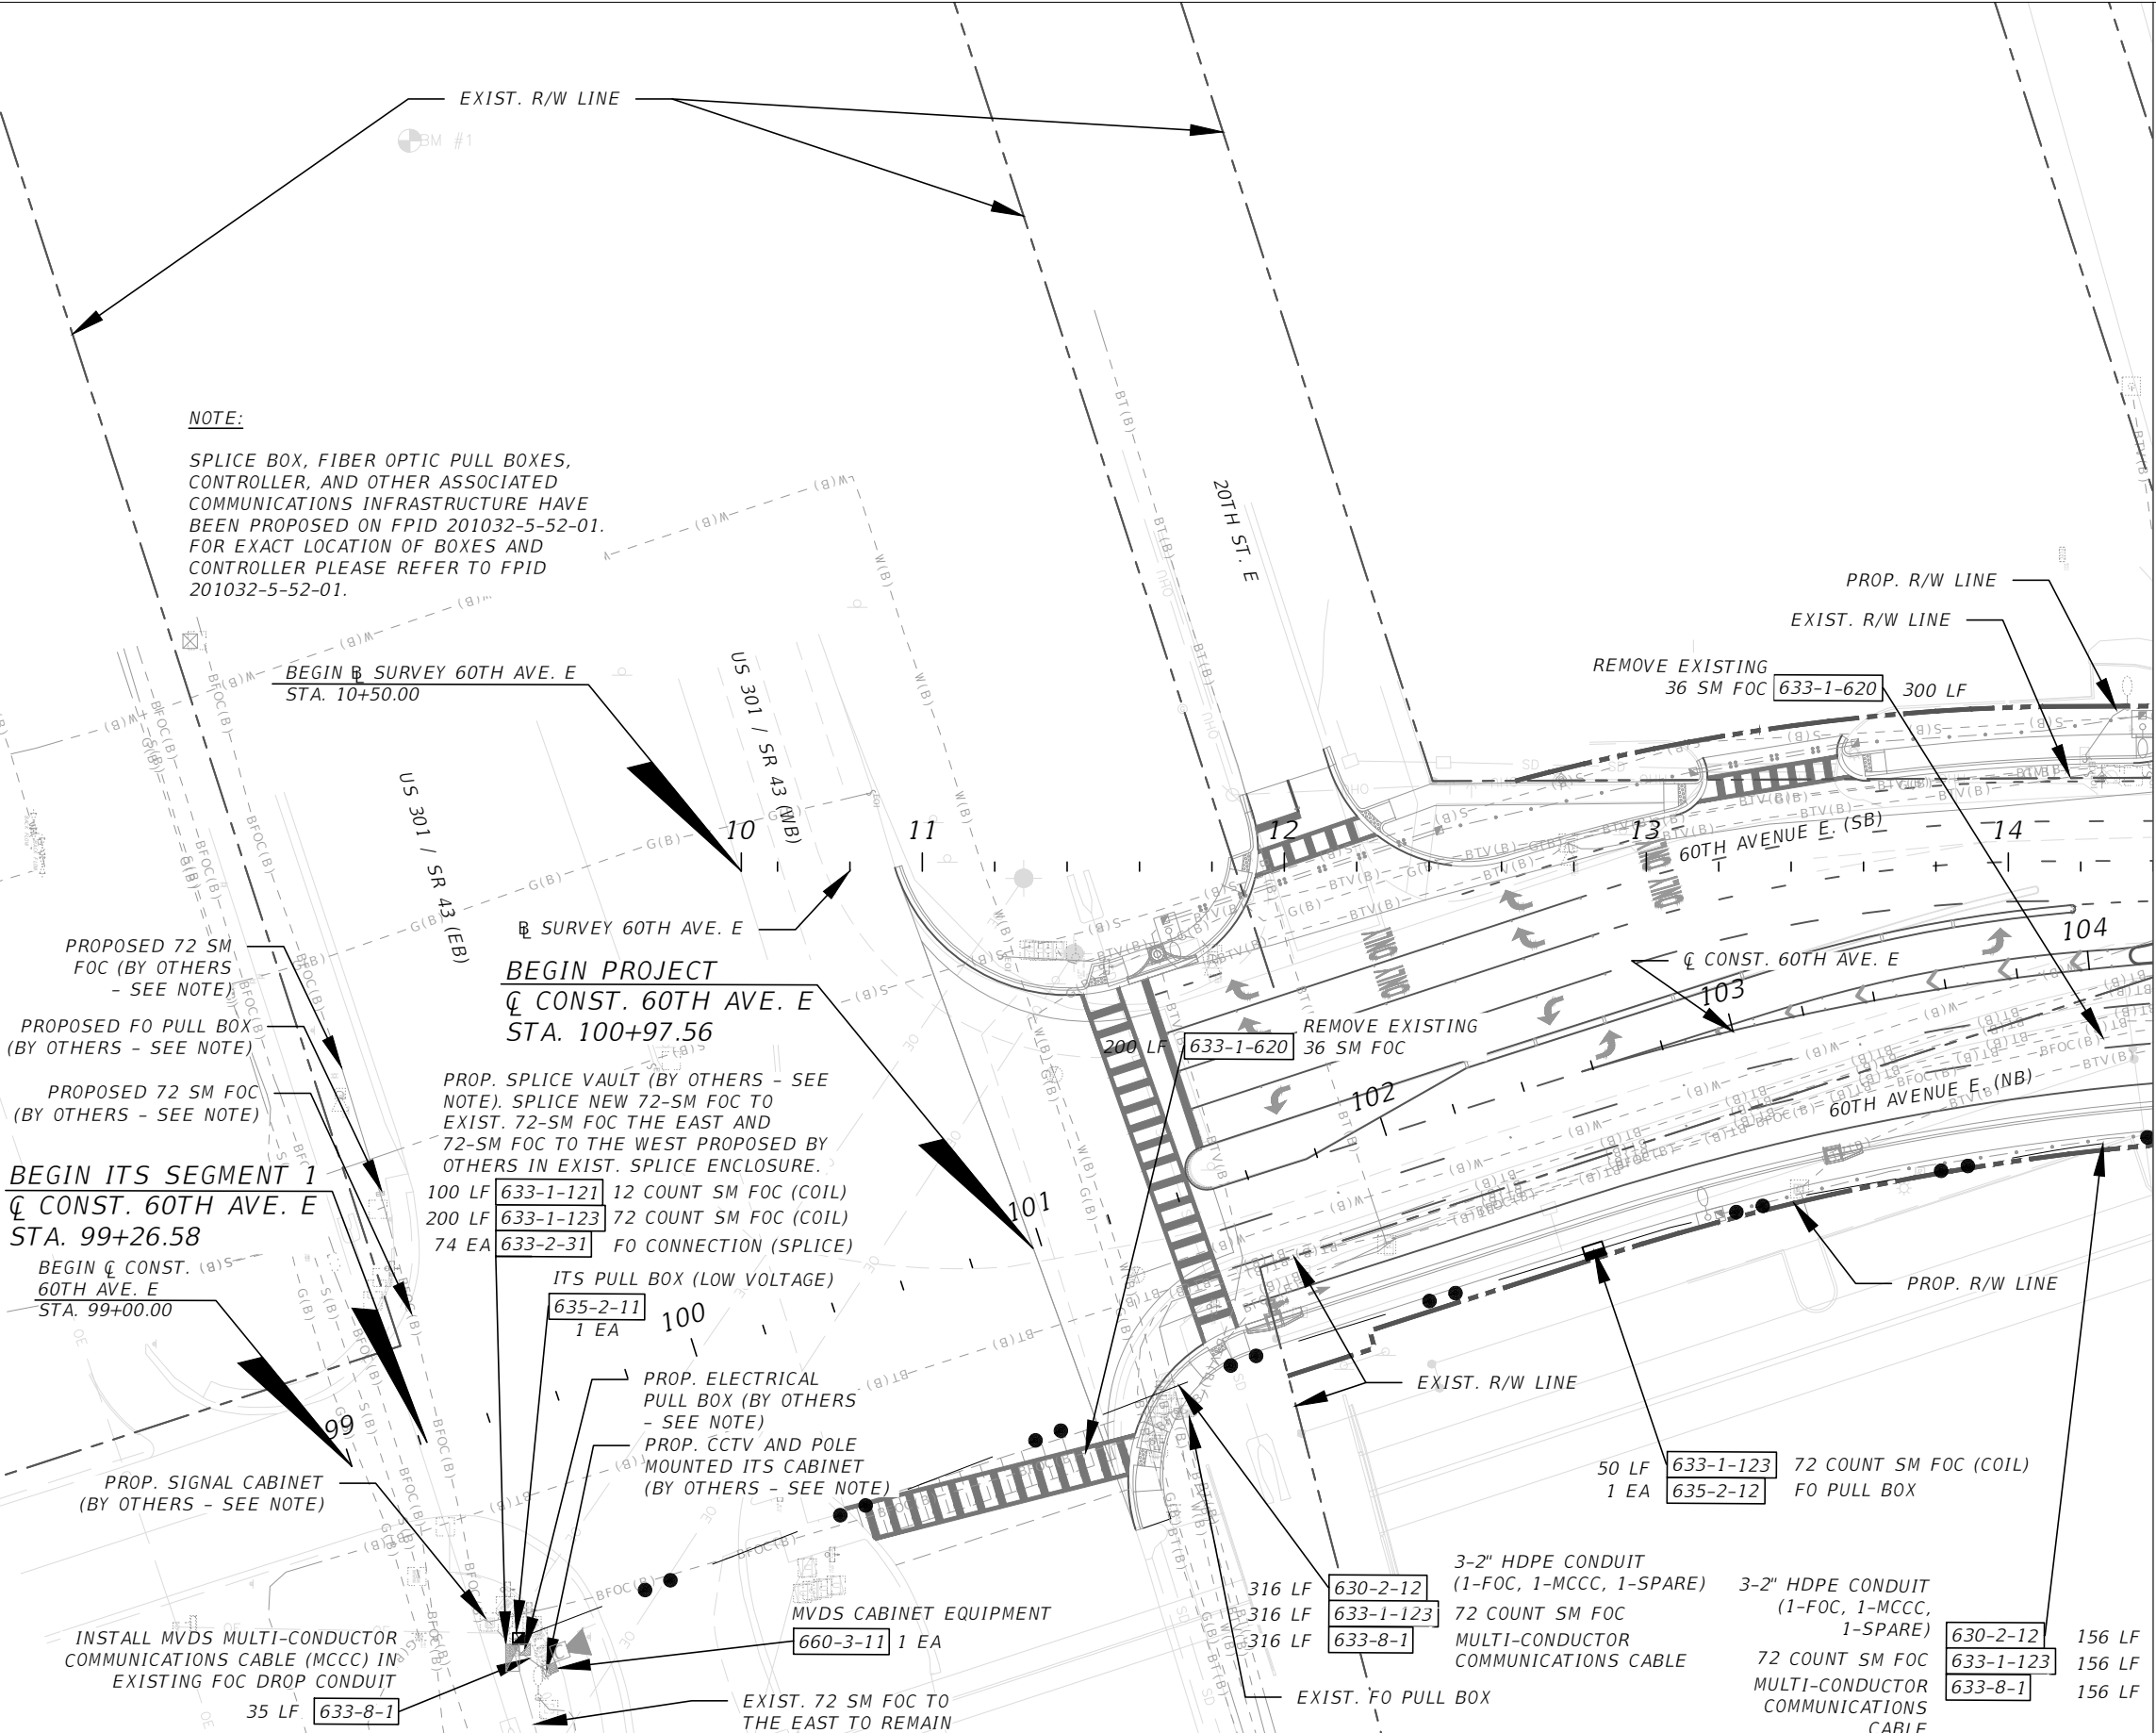 EXIST. R/W LINE
BM #1
NOTE:
SPLICE BOX, FIBER OPTIC PULL BOXES,
CONTROLLER, AND OTHER ASSOCIATED
COMMUNICATIONS INFRASTRUCTURE HAVE
BEEN PROPOSED ON FPID 201032-5-52-01.
FOR EXACT LOCATION OF BOXES AND
CONTROLLER PLEASE REFER TO FPID
201032-5-52-01.
20TH ST. E
PROP. R/W LINE
EXIST. R/W LINE
REMOVE EXISTING
36 SM FOC 633-1-620 300 LF
BEGIN ℄ SURVEY 60TH AVE. E
STA. 10+50.00
US 301 / SR 43 (WB)
US 301 / SR 43 (EB)
10 11 12 13 14
60TH AVENUE E. (SB)
ONLY
ONLY
℄ SURVEY 60TH AVE. E
BEGIN PROJECT
℄ CONST. 60TH AVE. E
STA. 100+97.56
PROPOSED 72 SM
FOC (BY OTHERS
- SEE NOTE)
PROPOSED FO PULL BOX
(BY OTHERS - SEE NOTE)
PROPOSED 72 SM FOC
(BY OTHERS - SEE NOTE)
℄ CONST. 60TH AVE. E
104
103
102
101
100
99
200 LF 633-1-620 REMOVE EXISTING
36 SM FOC
60TH AVENUE E. (NB)
PROP. SPLICE VAULT (BY OTHERS - SEE
NOTE). SPLICE NEW 72-SM FOC TO
EXIST. 72-SM FOC THE EAST AND
72-SM FOC TO THE WEST PROPOSED BY
OTHERS IN EXIST. SPLICE ENCLOSURE.
100 LF 633-1-121 12 COUNT SM FOC (COIL)
200 LF 633-1-123 72 COUNT SM FOC (COIL)
74 EA 633-2-31 FO CONNECTION (SPLICE)
BEGIN ITS SEGMENT 1
℄ CONST. 60TH AVE. E
STA. 99+26.58
BEGIN ℄ CONST.
60TH AVE. E
STA. 99+00.00
ITS PULL BOX (LOW VOLTAGE)
635-2-11
1 EA
PROP. R/W LINE
PROP. ELECTRICAL
PULL BOX (BY OTHERS
- SEE NOTE)
PROP. CCTV AND POLE
MOUNTED ITS CABINET
(BY OTHERS - SEE NOTE)
EXIST. R/W LINE
PROP. SIGNAL CABINET
(BY OTHERS - SEE NOTE)
50 LF 633-1-123 72 COUNT SM FOC (COIL)
1 EA 635-2-12 FO PULL BOX
3-2" HDPE CONDUIT
(1-FOC, 1-MCCC, 1-SPARE)
316 LF 630-2-12
316 LF 633-1-123 72 COUNT SM FOC
316 LF 633-8-1 MULTI-CONDUCTOR
COMMUNICATIONS CABLE
3-2" HDPE CONDUIT
(1-FOC, 1-MCCC,
1-SPARE) 630-2-12 156 LF
72 COUNT SM FOC 633-1-123 156 LF
MULTI-CONDUCTOR 633-8-1 156 LF
COMMUNICATIONS
CABLE
MVDS CABINET EQUIPMENT
660-3-11 1 EA
INSTALL MVDS MULTI-CONDUCTOR
COMMUNICATIONS CABLE (MCCC) IN
EXISTING FOC DROP CONDUIT
35 LF 633-8-1
EXIST. FO PULL BOX
EXIST. 72 SM FOC TO
THE EAST TO REMAIN